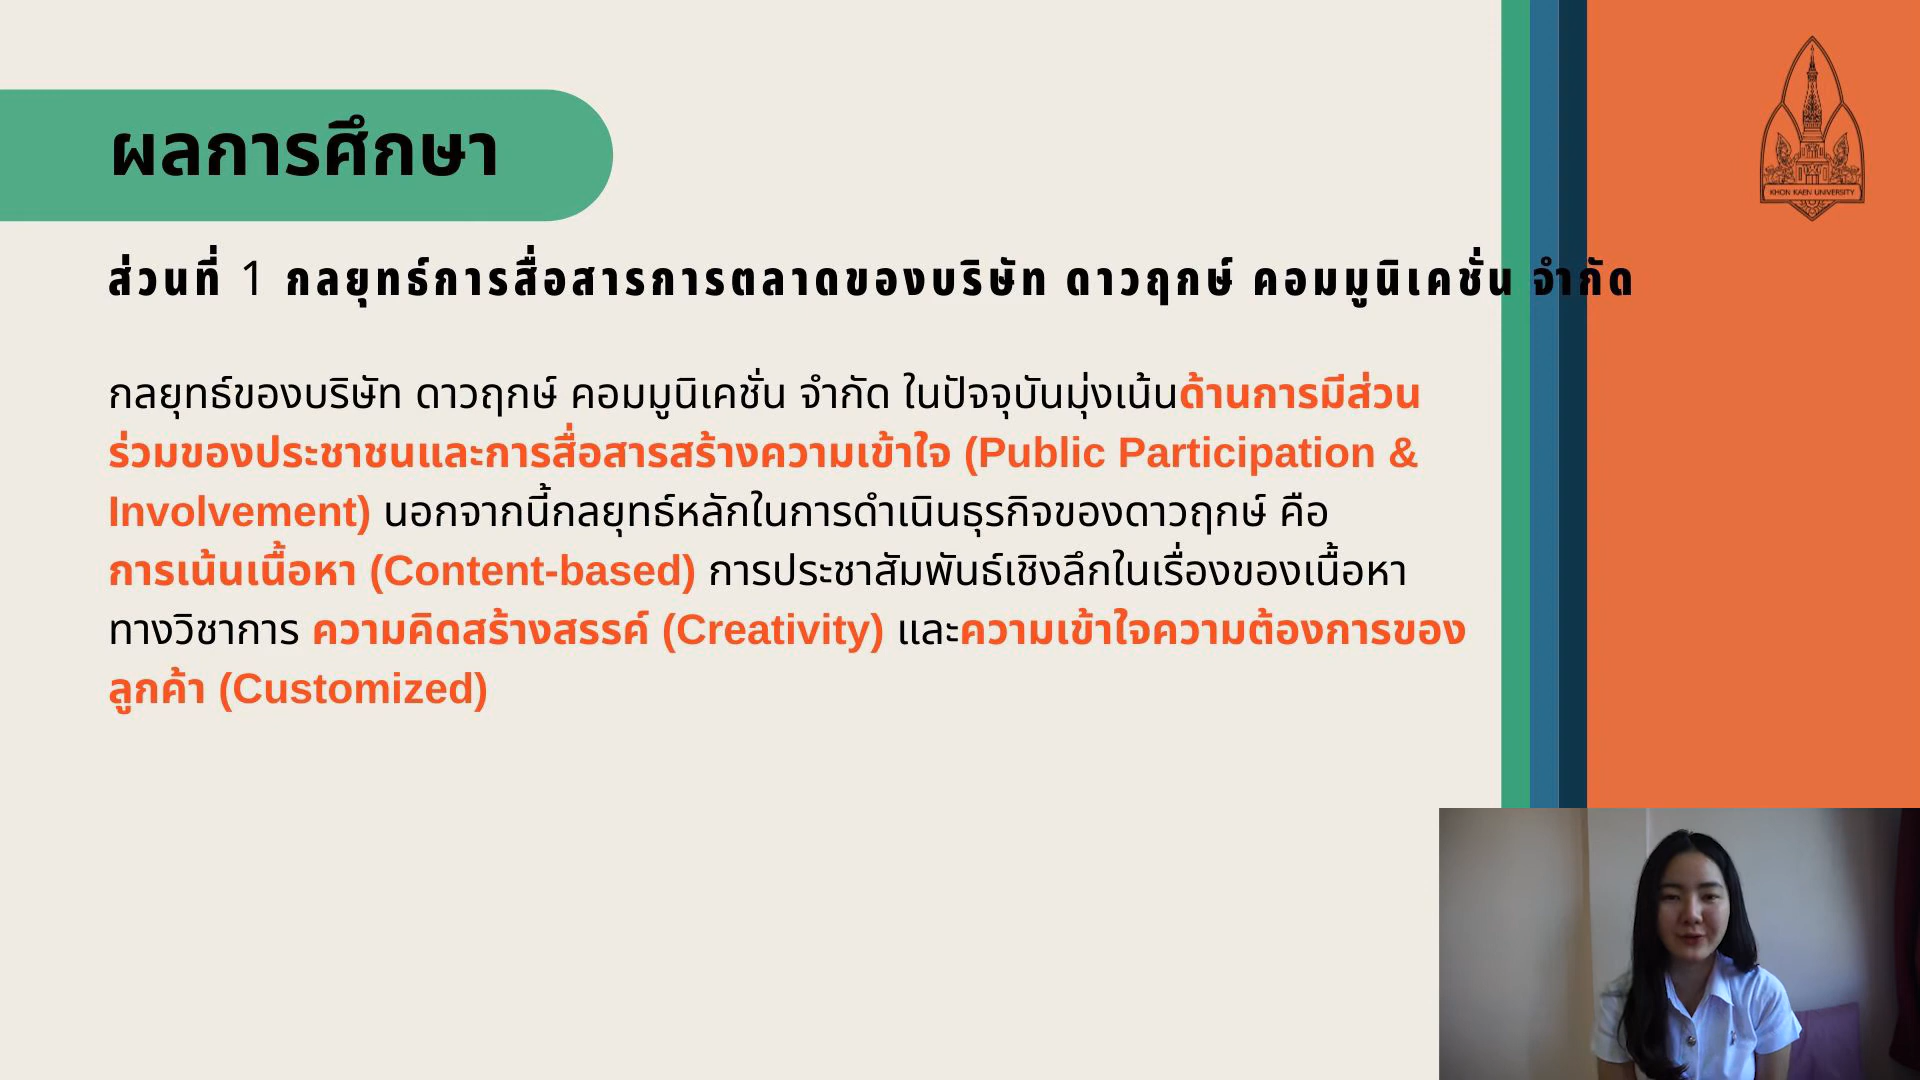 ผลการศึกษา
KHON KAEN UNIVERSITY
ส่วนที่ 1 กลยุทธ์การสื่อสารการตลาดของบริษัท ดาวฤกษ์ คอมมูนิเคชั่น จำกัด
กลยุทธ์ของบริษัท ดาวฤกษ์ คอมมูนิเคชั่น จำกัด ในปัจจุบันมุ่งเน้นด้านการมีส่วน
ร่วมของประชาชนและการสื่อสารสร้างความเข้าใจ (Public Participation &
Involvement) นอกจากนี้กลยุทธ์หลักในการดำเนินธุรกิจของดาวฤกษ์ คือ
การเน้นเนื้อหา (Content-based) การประชาสัมพันธ์เชิงลึกในเรื่องของเนื้อหา
ทางวิชาการ ความคิดสร้างสรรค์ (Creativity) และความเข้าใจความต้องการของ
ลูกค้า (Customized)